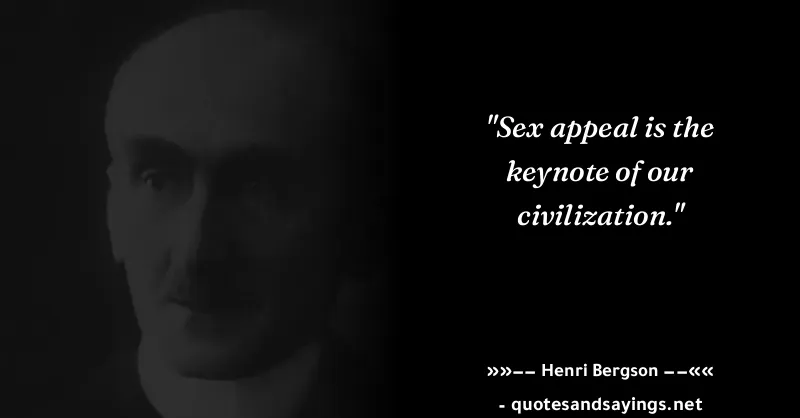 "Sex appeal is the
keynote of our
civilization."
»»−− Henri Bergson −−««
- quotesandsayings.net